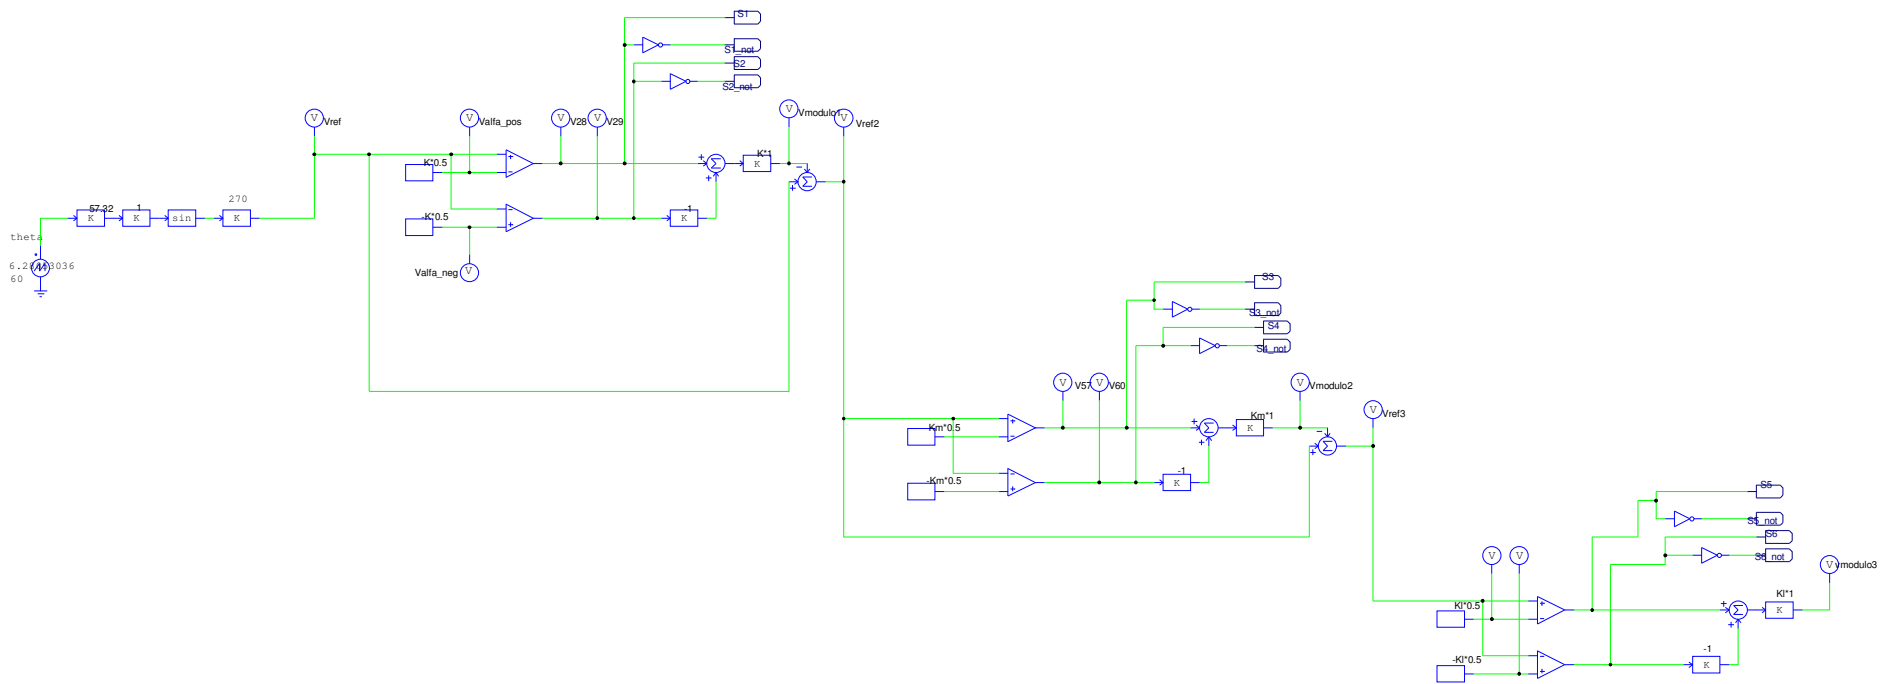 theta
60
57.32
K
1
K
sin
270
K
V
Vref
V
Valfa_pos
K*0.5
-K*0.5
V
Valfa_neg
V
V28
V
V29
S1
S1_not
S2
S2_not
-1
K
Σ
K*1
K
V
Vmodulo1
Σ
V
Vref2
Km*0.5
-Km*0.5
V
V57
V
V60
S3
S3_not
S4
S4_not
-1
K
Σ
Km*1
K
V
Vmodulo2
Σ
V
Vref3
Kl*0.5
-Kl*0.5
V
V
S5
S5_not
S6
S6_not
-1
K
Σ
Kl*1
K
V
vmodulo3